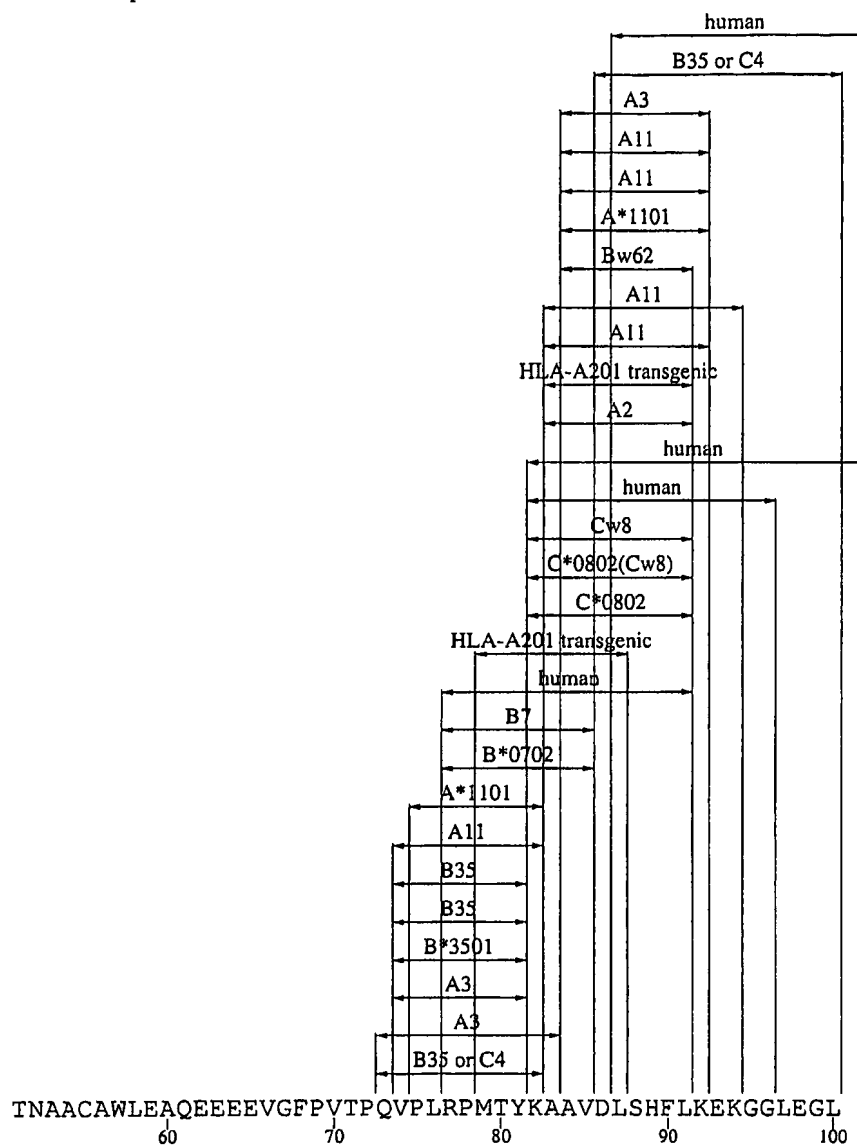 human
B35 or C4
A3
A11
A11
A*1101
Bw62
A11
A11
HLA-A201 transgenic
A2
human
human
Cw8
C*0802(Cw8)
C*0802
HLA-A201 transgenic
human
B7
B*0702
A*1101
A11
B35
B35
B*3501
A3
A3
B35 or C4
TNAACAWLEAQEEEEVGFPVTPQVPLRPMTYKAAVDLSHFLKEKGGLEGL
60 70 80 90 100